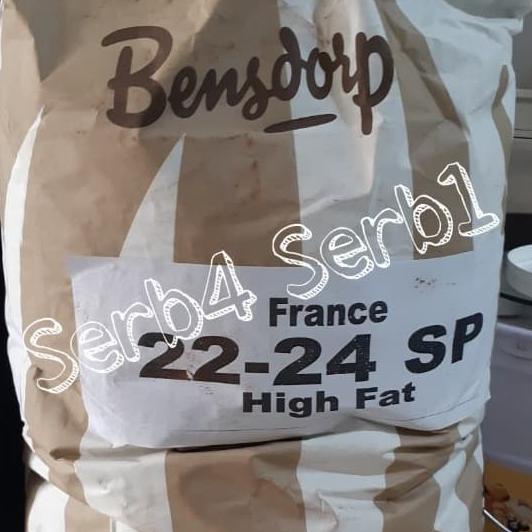 Bensdorp
Serb4 Serb1
France
22-24 SP
High Fat